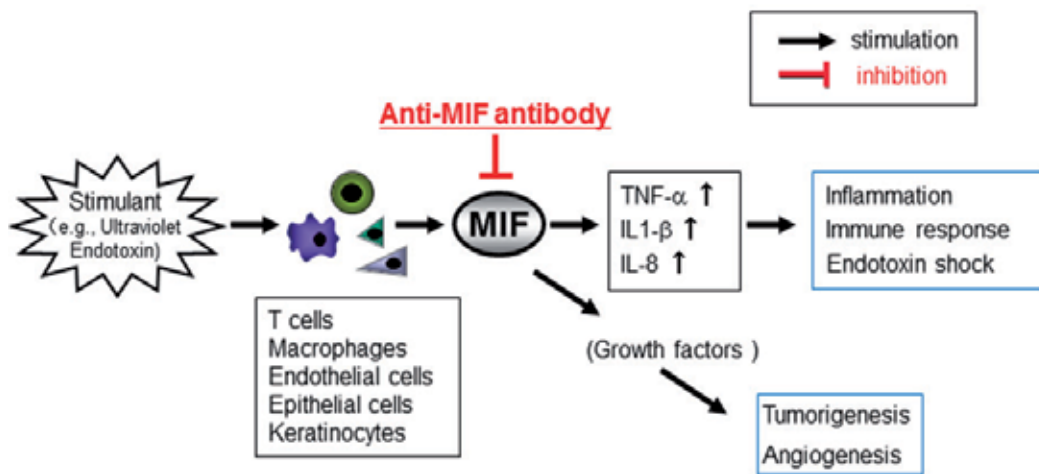 stimulation
inhibition
Anti-MIF antibody
Stimulant
(e.g., Ultraviolet
Endotoxin)
MIF
TNF-α ↑
IL1-β ↑
IL-8 ↑
Inflammation
Immune response
Endotoxin shock
T cells
Macrophages
Endothelial cells
Epithelial cells
Keratinocytes
(Growth factors )
Tumorigenesis
Angiogenesis